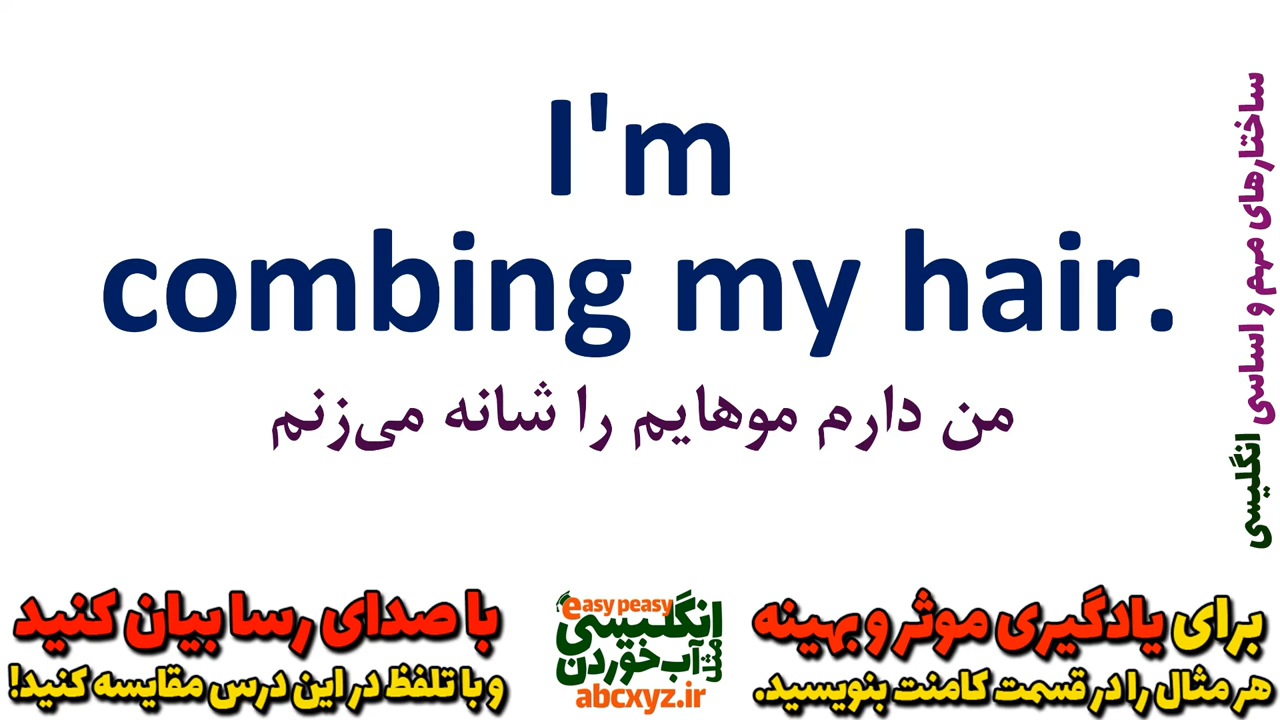 I'm
combing my hair.
من دارم موهایم را شانه می‌زنم
ساختارهای مهم و اساسی انگلیسی
برای یادگیری موثر و بهینه
هر مثال را در قسمت کامنت بنویسید.
easy peasy
انگلیسی
مثل آب خوردن
abcxyz.ir
با صدای رسا بیان کنید
و با تلفظ در این درس مقایسه کنید!